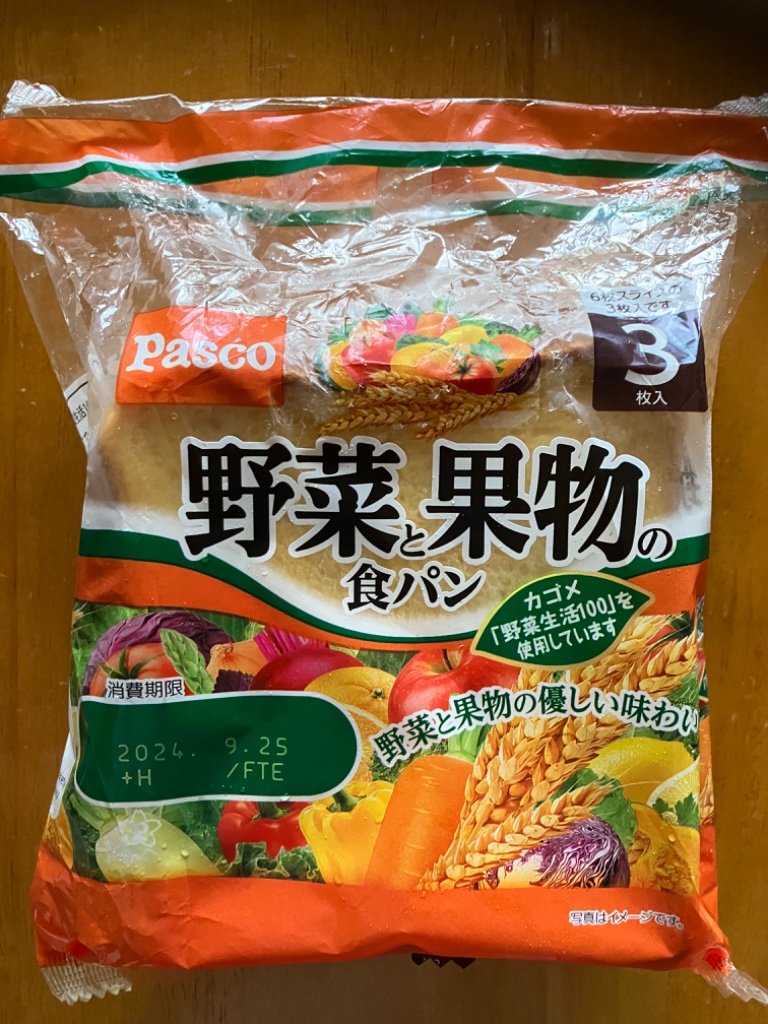 Pasco
6枚スライスの
3枚入です
3
枚入
野菜と果物の
食パン
カゴメ
「野菜生活100」を
使用しています
野菜と果物の優しい味わい
消費期限
2024. 9.25
+H /FTE
写真はイメージです。